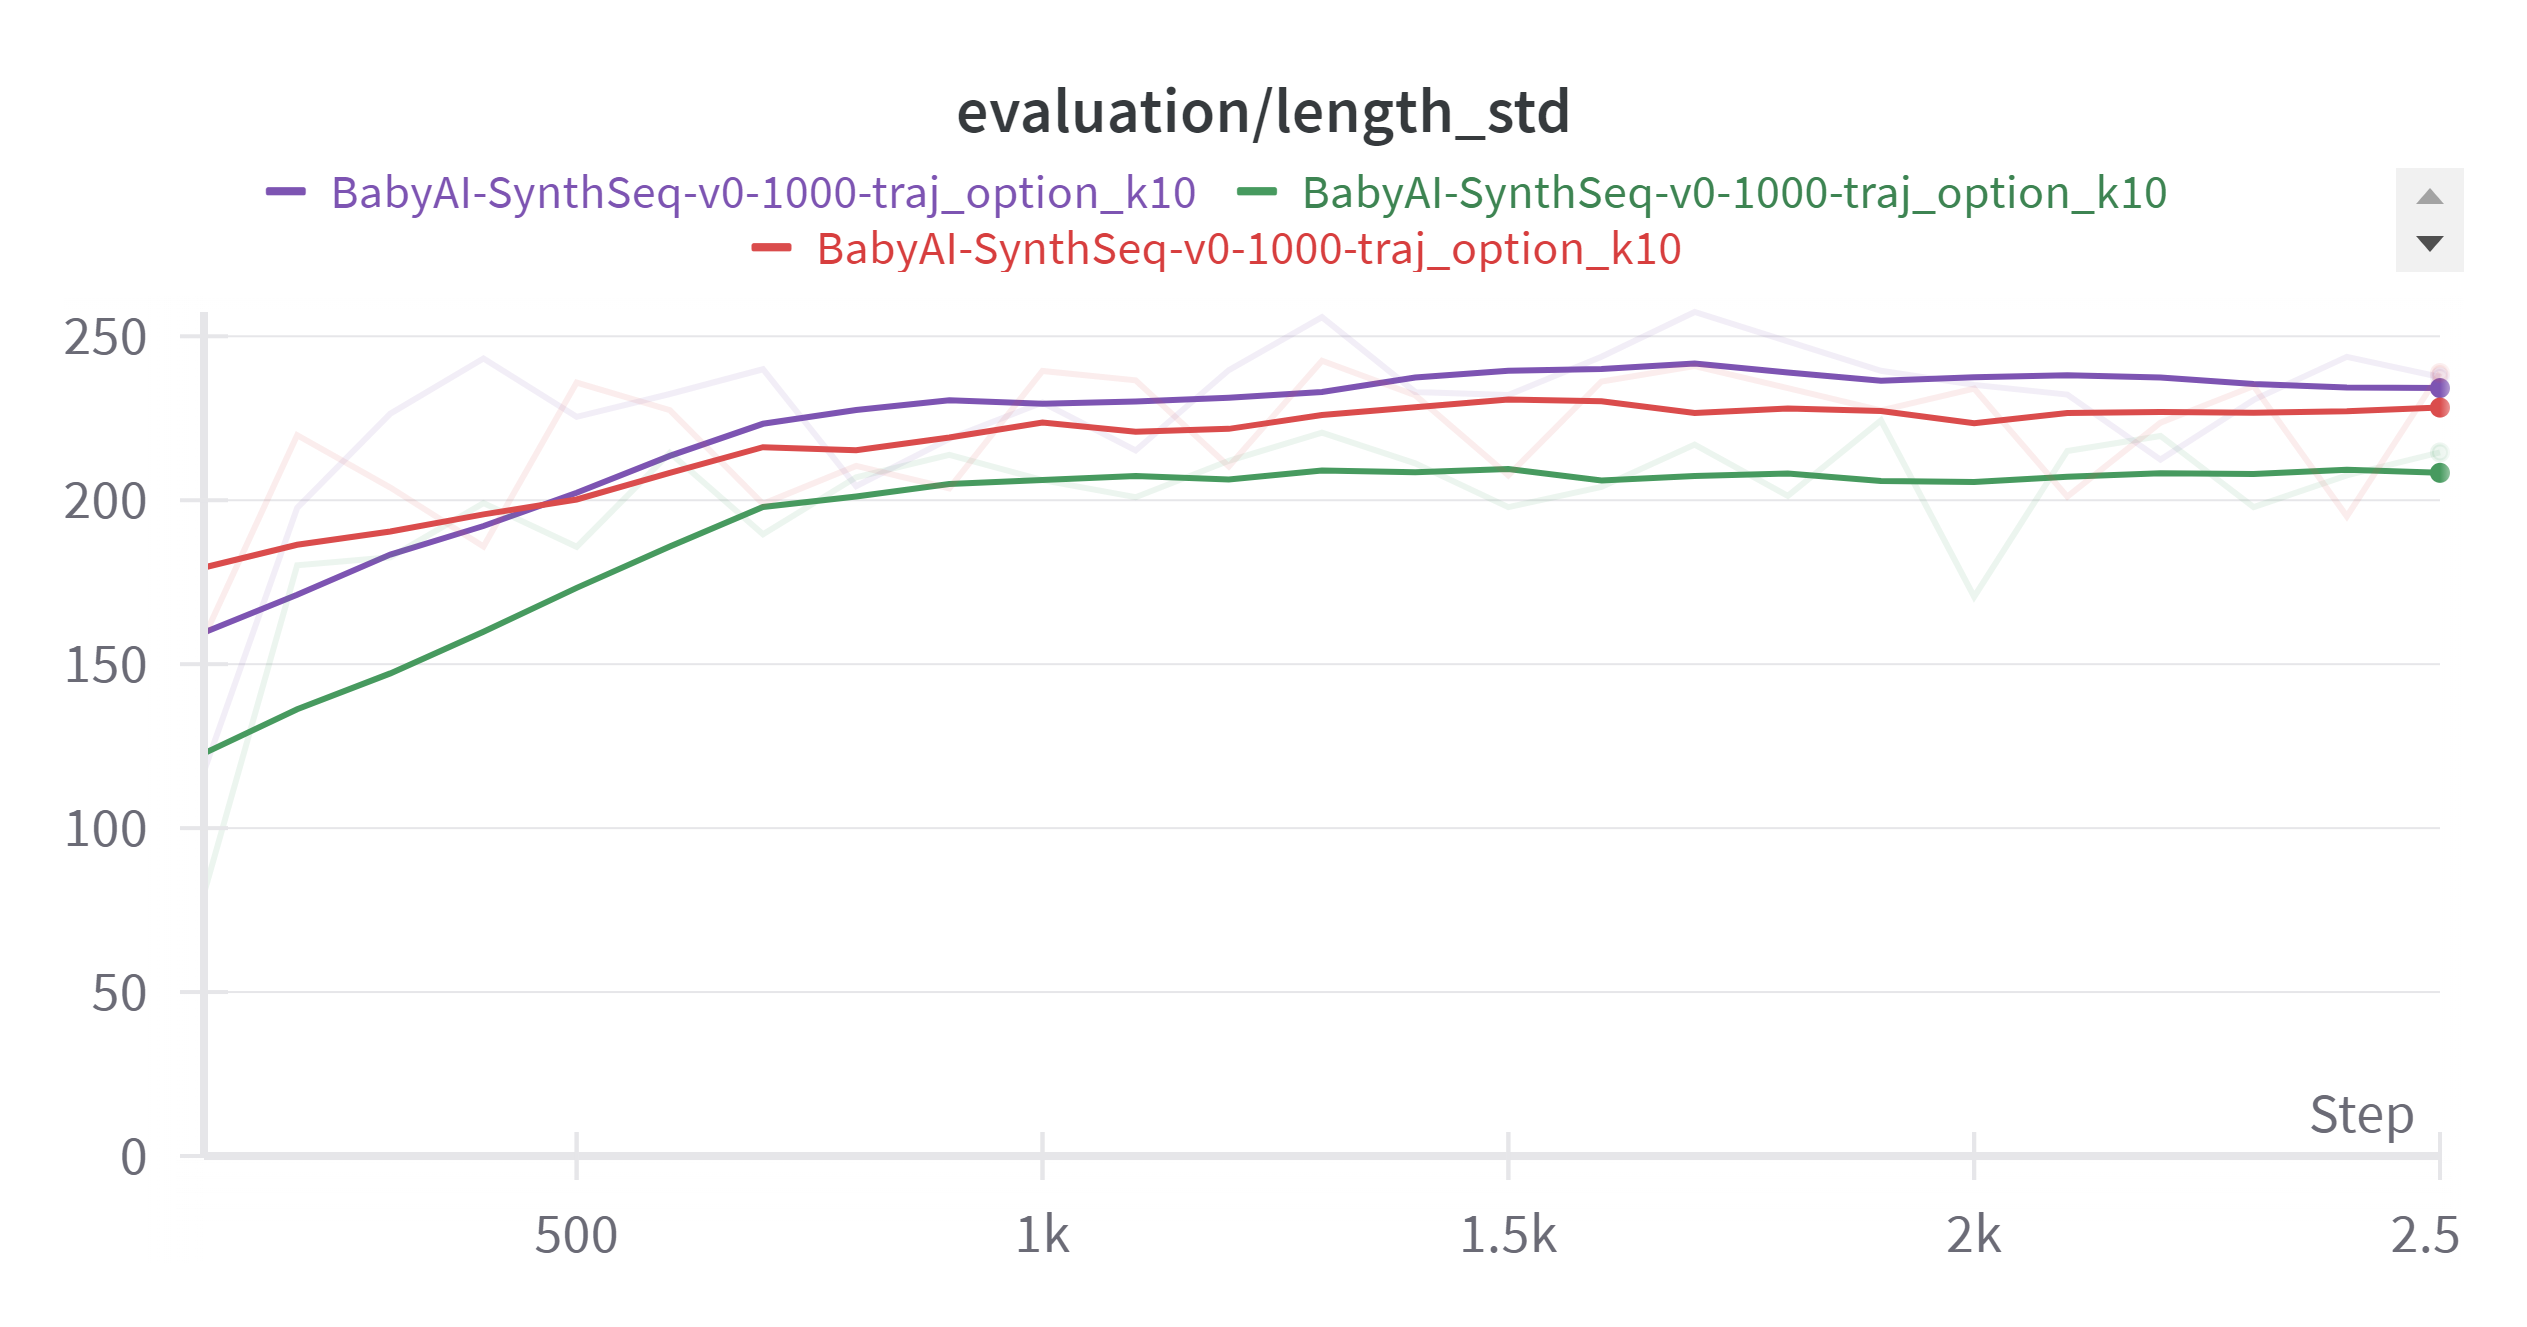 evaluation/length_std
BabyAI-SynthSeq-v0-1000-traj_option_k10 BabyAI-SynthSeq-v0-1000-traj_option_k10
BabyAI-SynthSeq-v0-1000-traj_option_k10
250
200
150
100
50
0
Step
500 1k 1.5k 2k 2.5